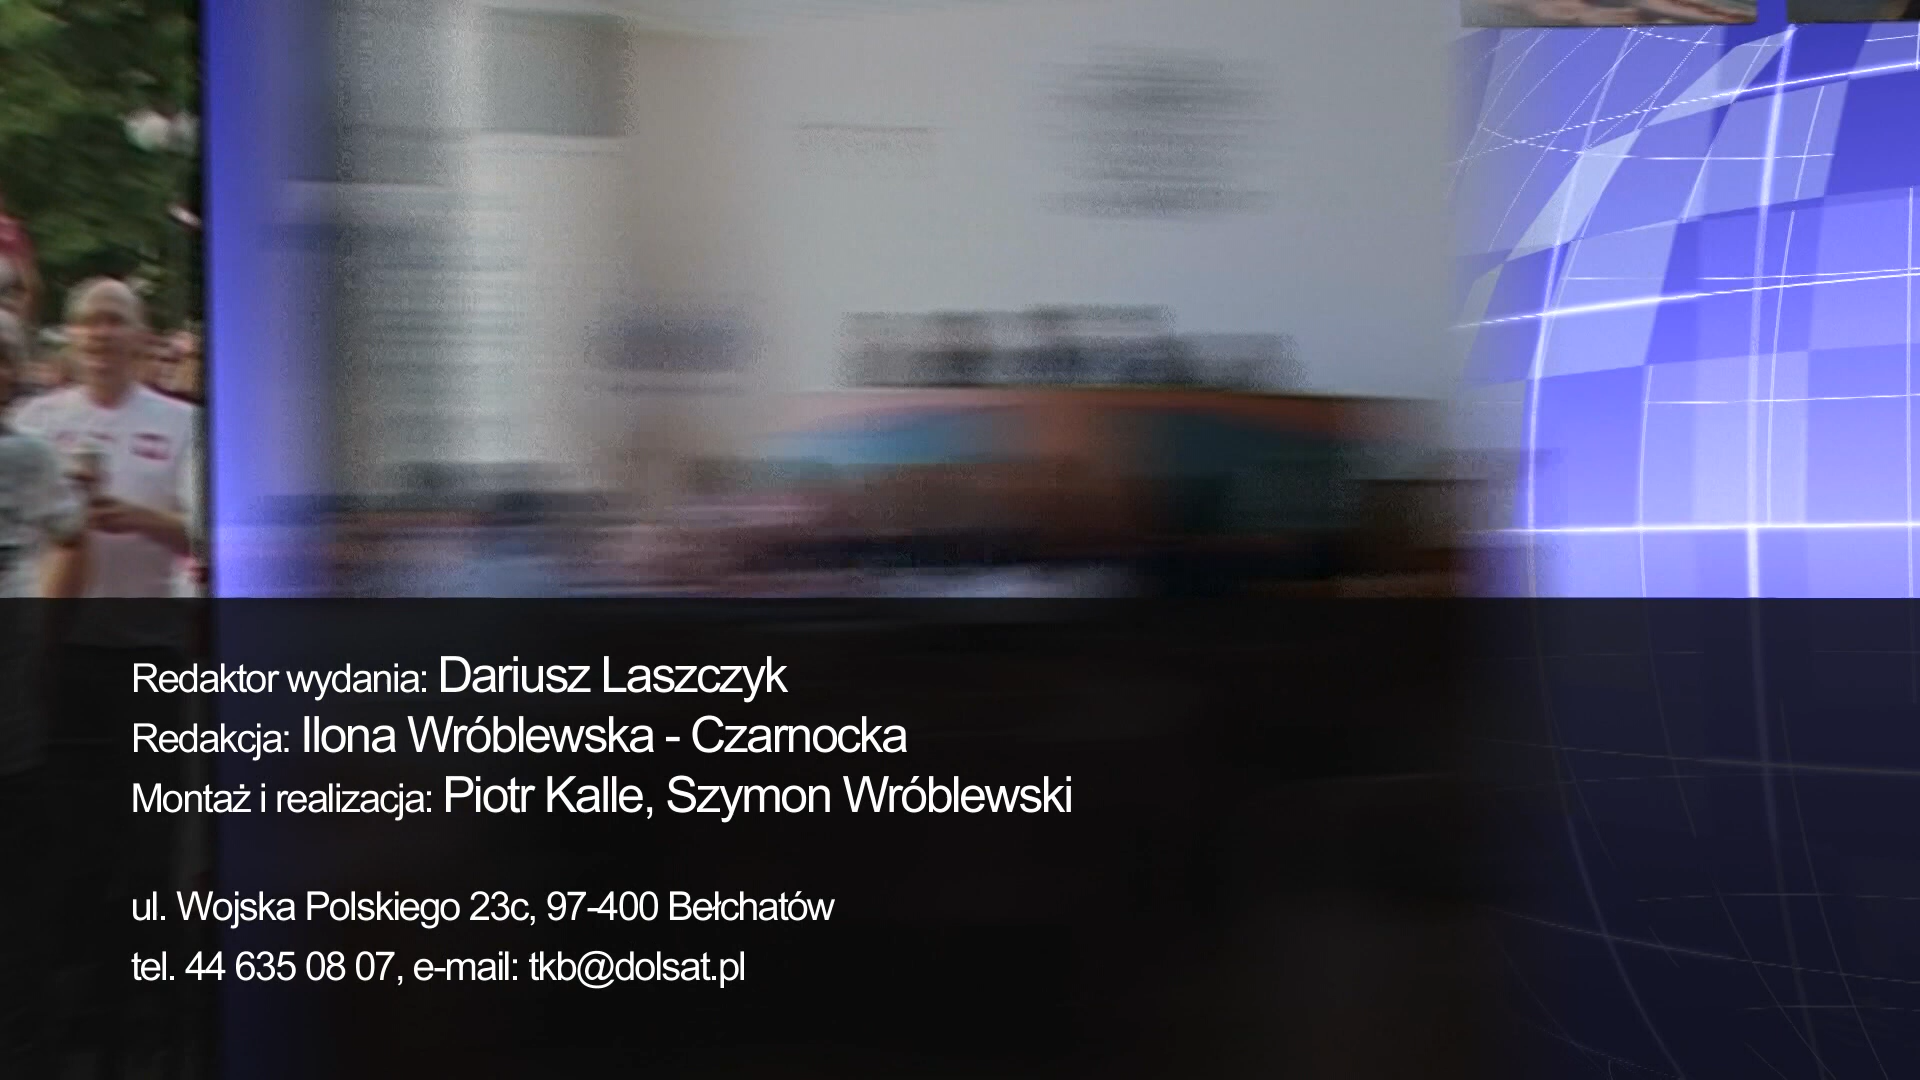 Redaktor wydania: Dariusz Laszczyk
Redakcja: Ilona Wróblewska - Czarnocka
Montaż i realizacja: Piotr Kalle, Szymon Wróblewski
ul. Wojska Polskiego 23c, 97-400 Bełchatów
tel. 44 635 08 07, e-mail: tkb@dolsat.pl